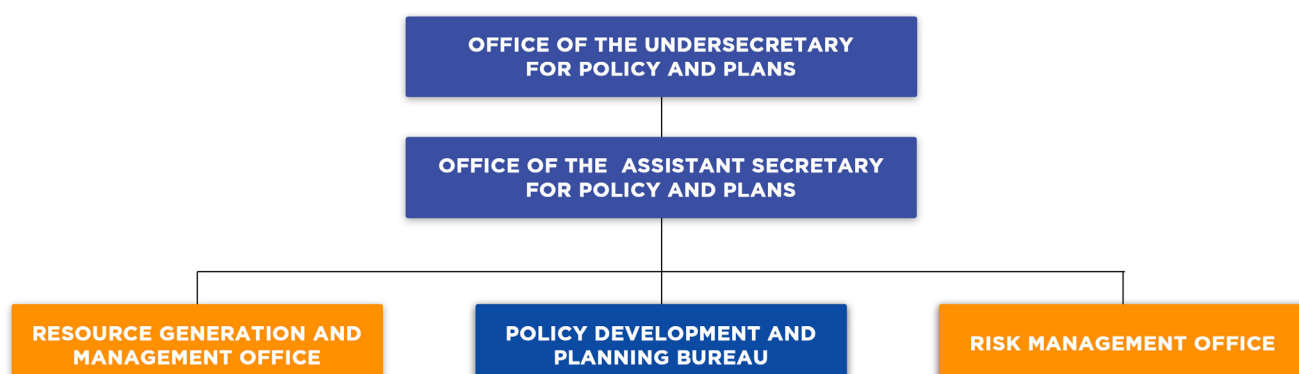 OFFICE OF THE UNDERSECRETARY
FOR POLICY AND PLANS
OFFICE OF THE ASSISTANT SECRETARY
FOR POLICY AND PLANS
RESOURCE GENERATION AND
MANAGEMENT OFFICE
POLICY DEVELOPMENT AND
PLANNING BUREAU
RISK MANAGEMENT OFFICE